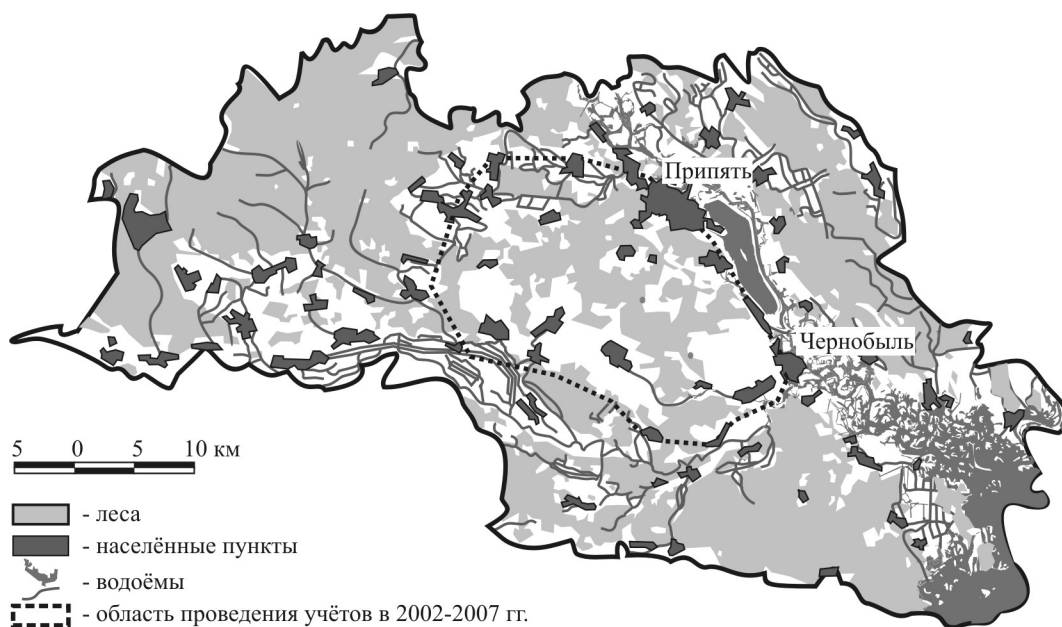 Припять
Чернобыль
5 0 5 10 км
- леса
- населённые пункты
- водоёмы
- область проведения учётов в 2002-2007 гг.